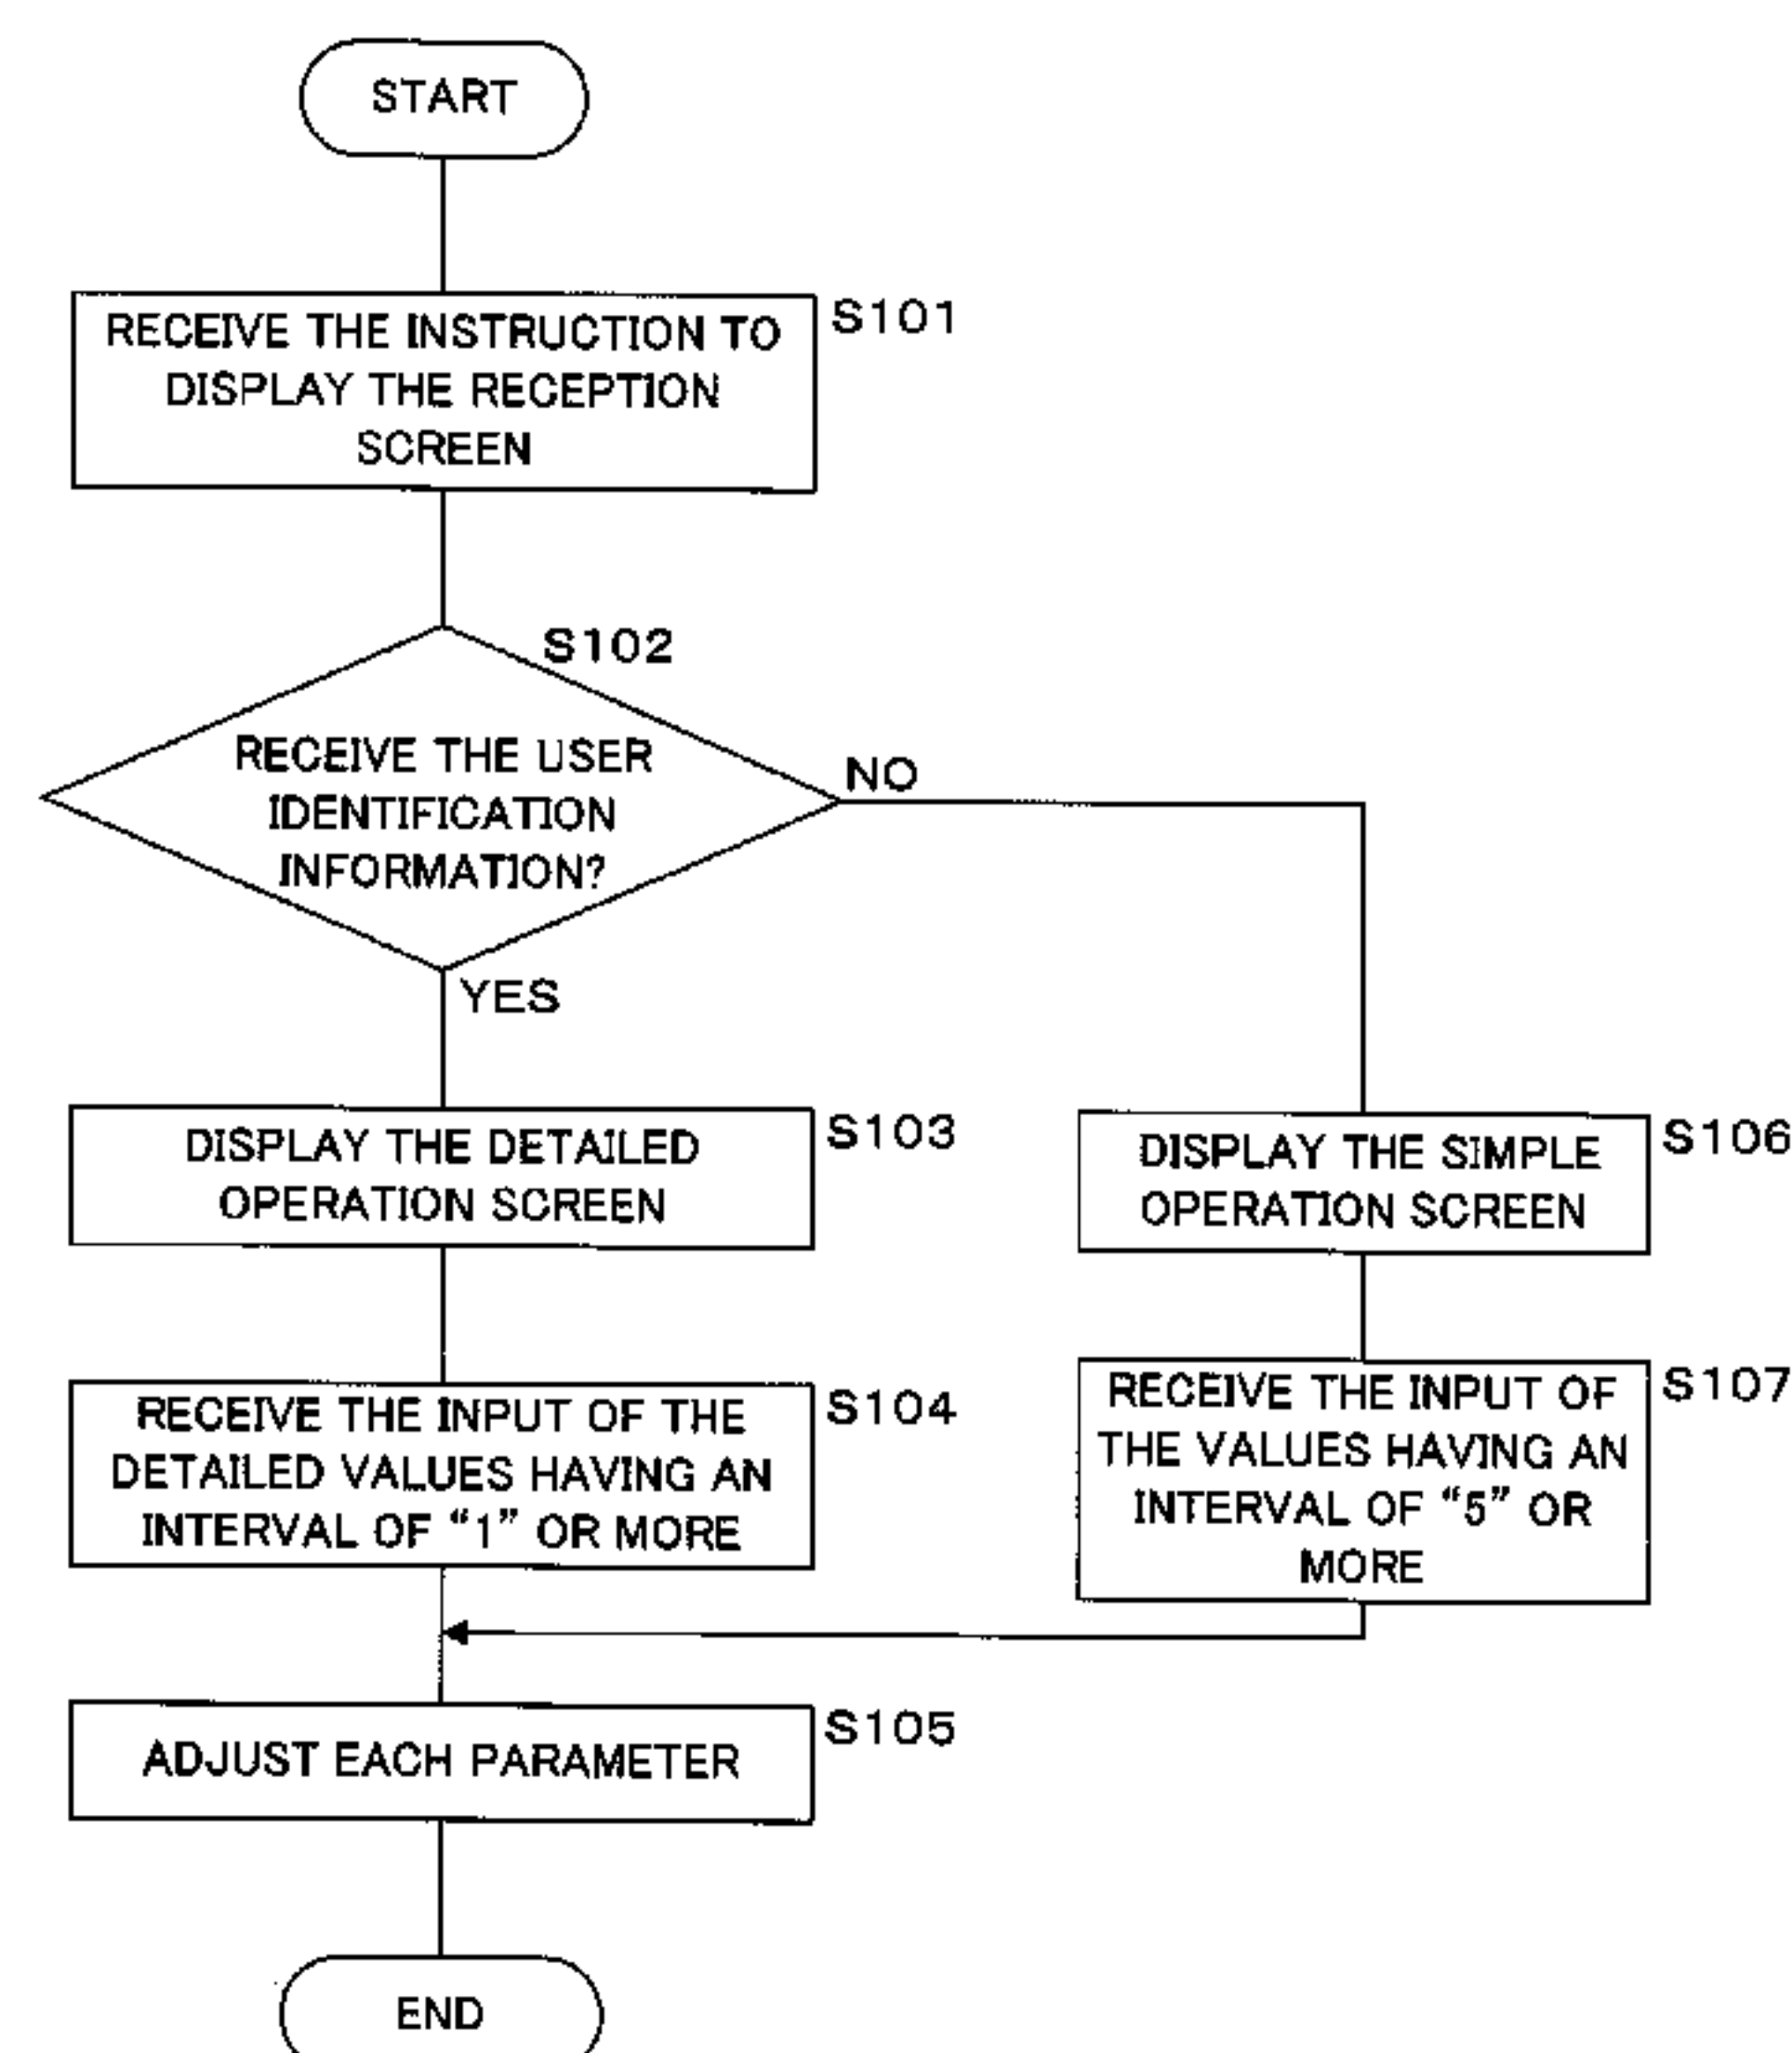 START
RECEIVE THE INSTRUCTION TO
DISPLAY THE RECEPTION
SCREEN
S101
S102
RECEIVE THE USER
IDENTIFICATION
INFORMATION?
NO
YES
DISPLAY THE DETAILED
OPERATION SCREEN
S103
DISPLAY THE SIMPLE
OPERATION SCREEN
S106
RECEIVE THE INPUT OF THE
DETAILED VALUES HAVING AN
INTERVAL OF “1” OR MORE
S104
RECEIVE THE INPUT OF
THE VALUES HAVING AN
INTERVAL OF “5” OR
MORE
S107
ADJUST EACH PARAMETER
S105
END